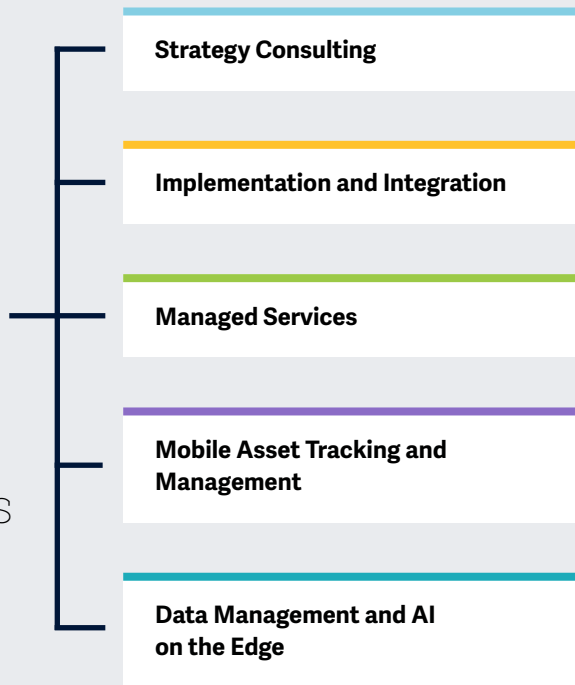 Strategy Consulting
Implementation and Integration
Managed Services
Mobile Asset Tracking and
Management
s
Data Management and AI
on the Edge